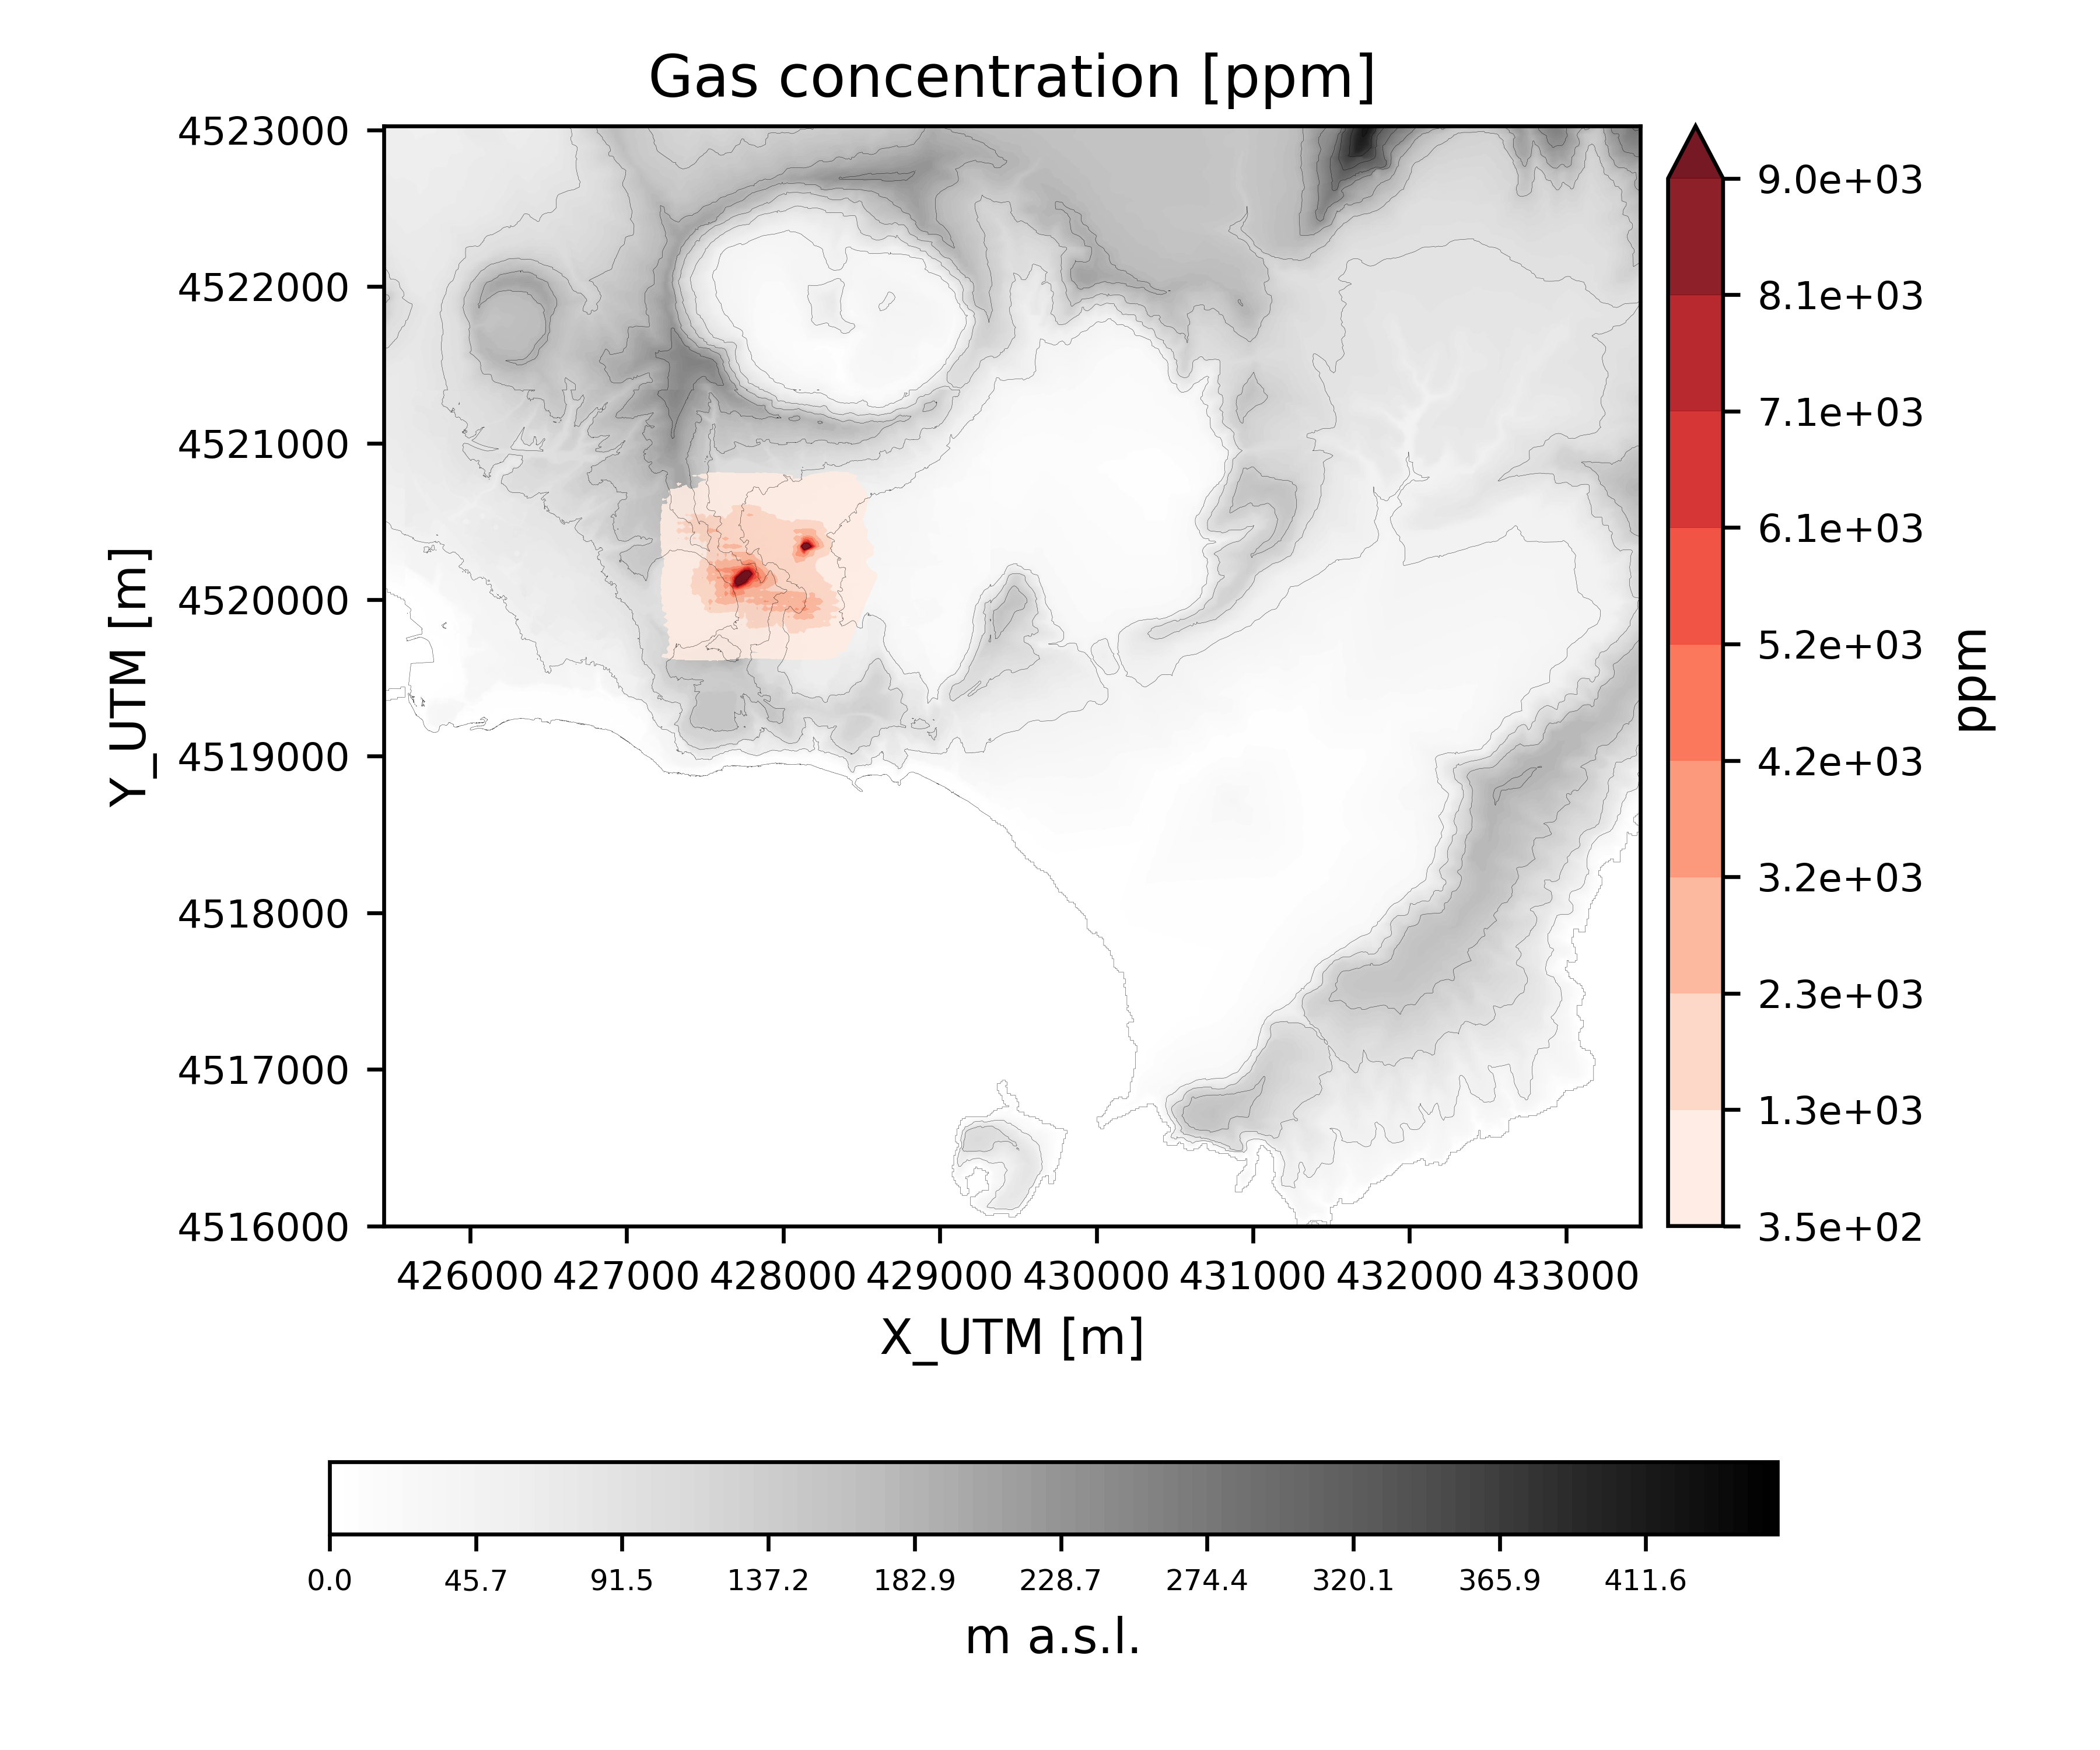 Gas concentration [ppm]
4523000
4522000
4521000
4520000
4519000
4518000
4517000
4516000
Y_UTM [m]
426000 427000 428000 429000 430000 431000 432000 433000
X_UTM [m]
9.0e+03
8.1e+03
7.1e+03
6.1e+03
5.2e+03
4.2e+03
3.2e+03
2.3e+03
1.3e+03
3.5e+02
ppm
0.0 45.7 91.5 137.2 182.9 228.7 274.4 320.1 365.9 411.6
m a.s.l.